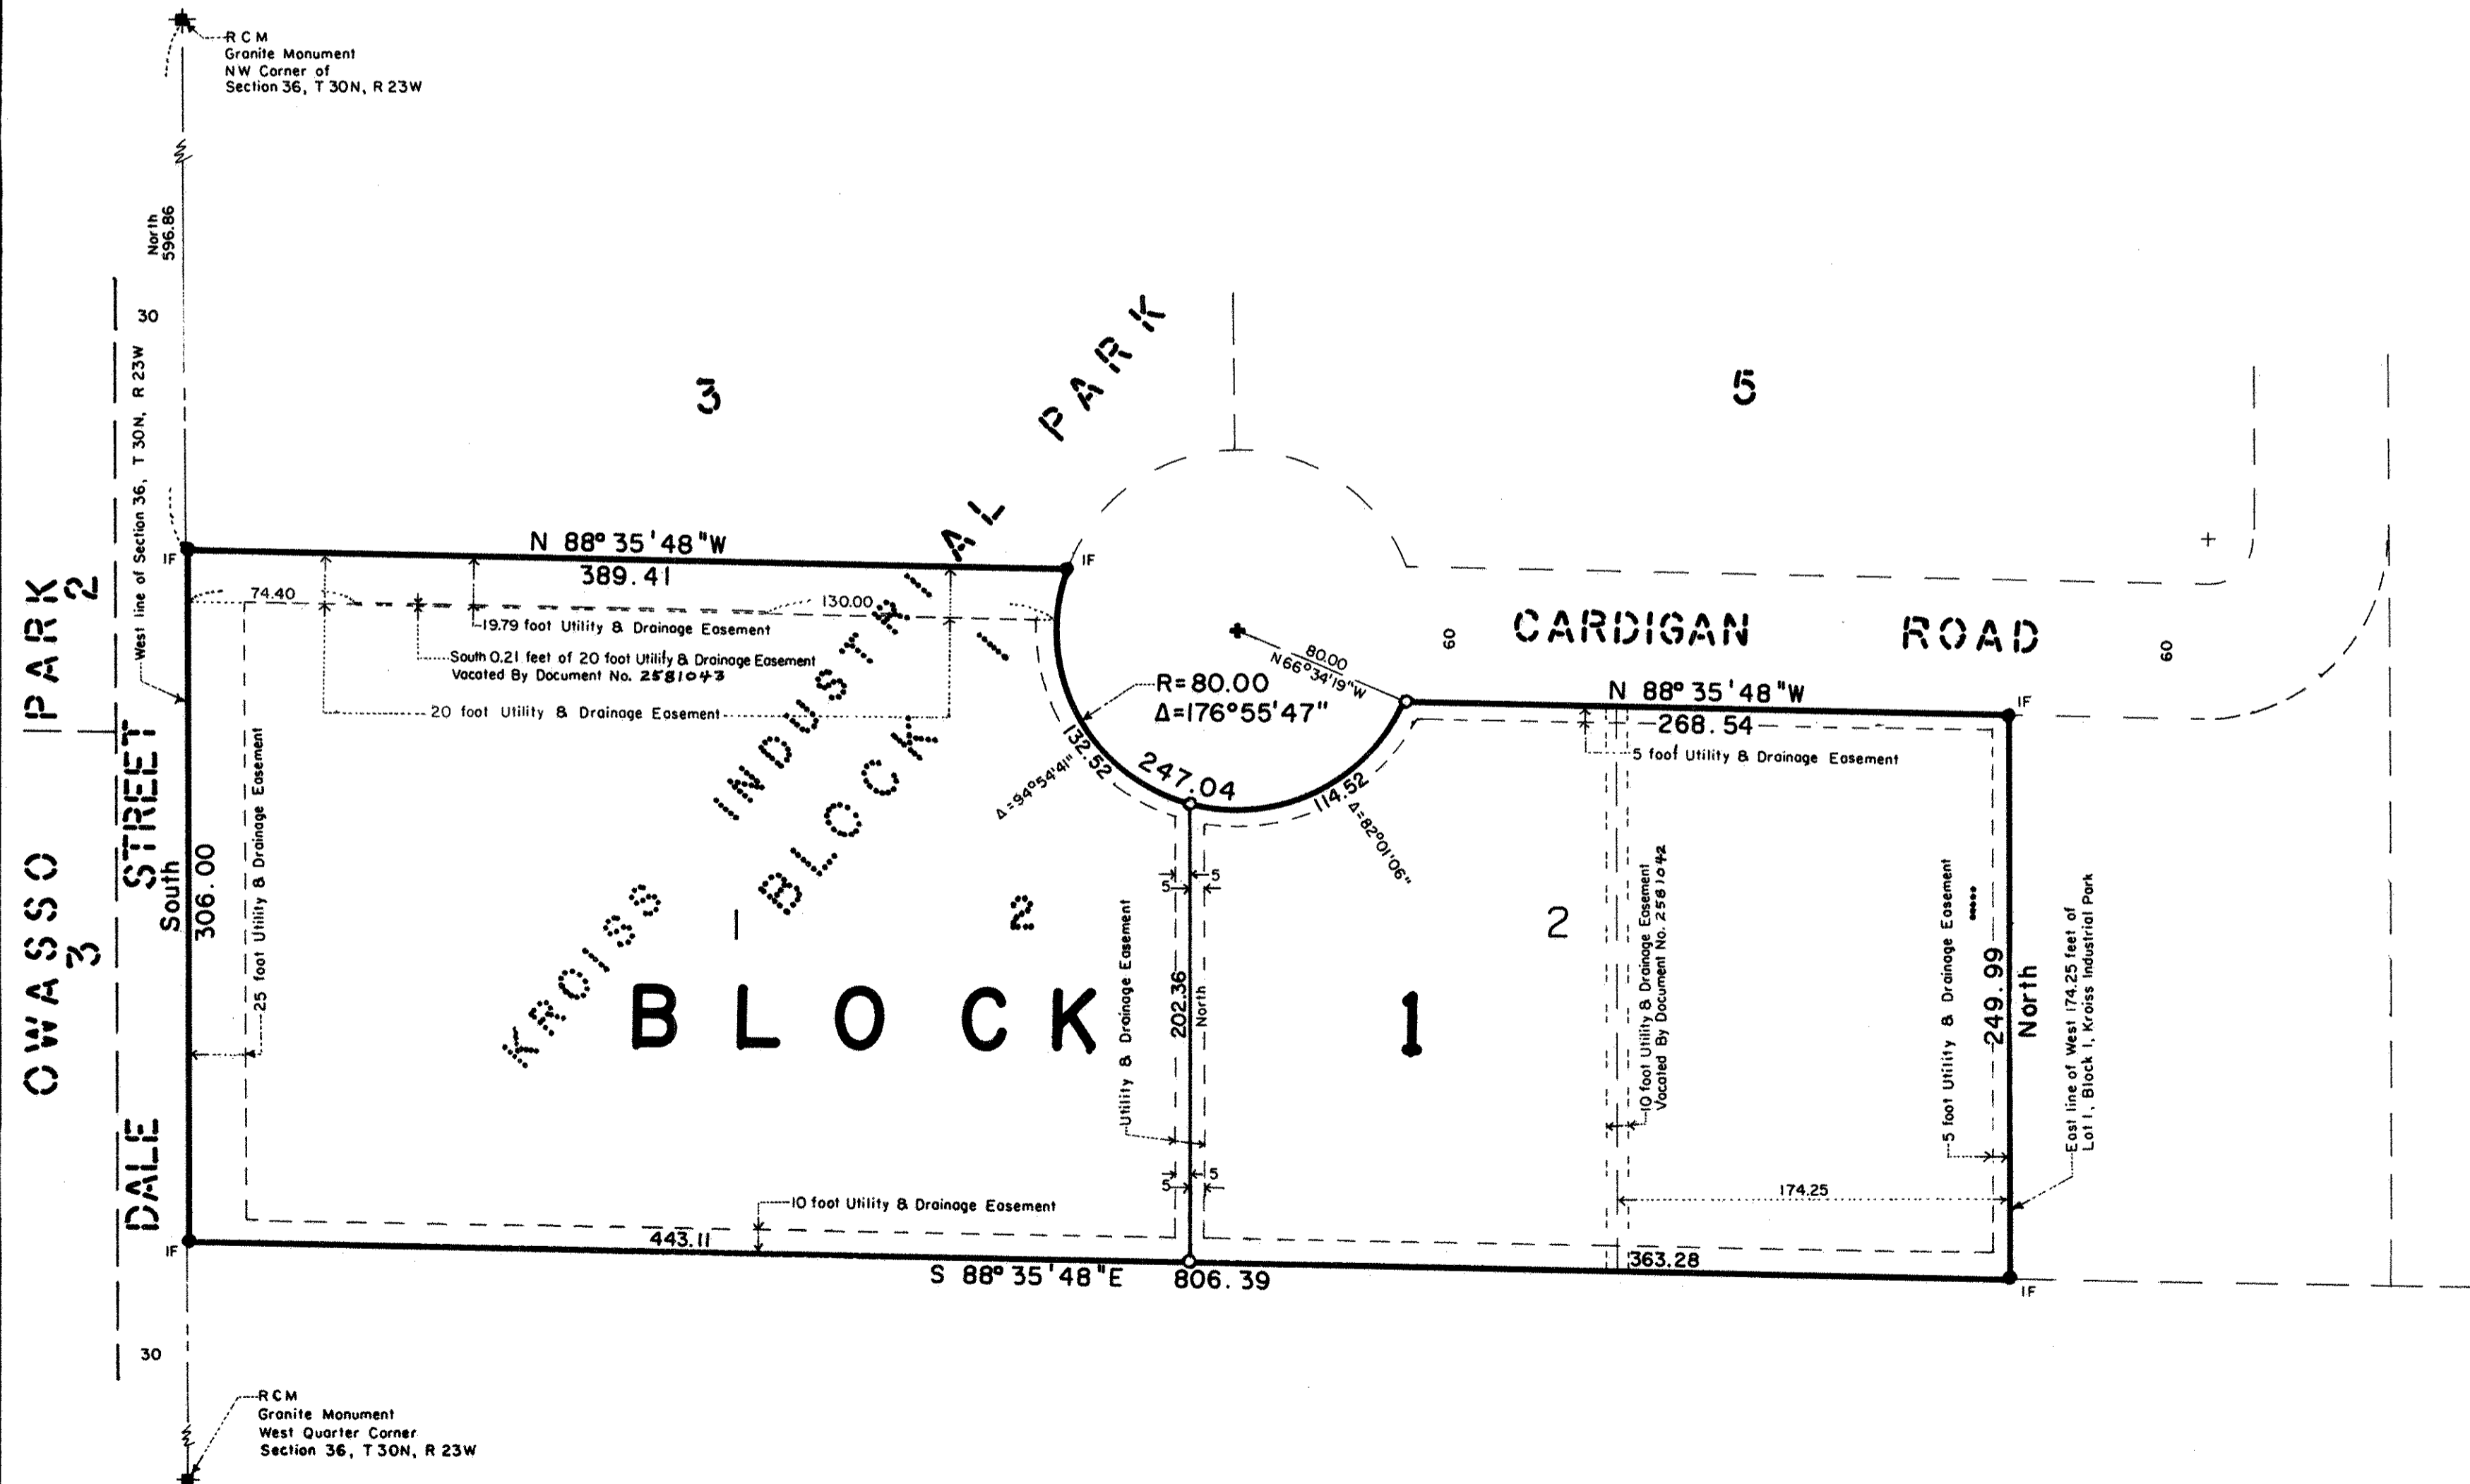 R C M
Granite Monument
NW Corner of
Section 36, T 30N, R 23W
North
596.86
30
West line of Section 36, T 30N, R 23W
3
5
KROISS INDUSTRIAL PARK
BLOCK 1
IF
N 88° 35' 48" W
389.41
IF
74.40
130.00
19.79 foot Utility & Drainage Easement
South 0.21 feet of 20 foot Utility & Drainage Easement
Vacated By Document No. 2581043
20 foot Utility & Drainage Easement
OWASSO PARK
2
3
DALE STREET
South
306.00
25 foot Utility & Drainage Easement
CARDIGAN ROAD
60
60
80.00
N66°34'19"W
R=80.00
Δ=176°55'47"
132.52
Δ=94°54'41"
247.04
114.52
Δ=82°01'06"
N 88° 35' 48" W
268.54
IF
5 foot Utility & Drainage Easement
1
2
2
BLOCK 1
5
5
5
5
Utility & Drainage Easement
202.36
North
10 foot Utility & Drainage Easement
Vacated By Document No. 2581042
5 foot Utility & Drainage Easement
249.99
North
East line of West 174.25 feet of
Lot 1, Block 1, Kroiss Industrial Park
174.25
10 foot Utility & Drainage Easement
IF
443.11
363.28
S 88° 35' 48" E 806.39
IF
30
R C M
Granite Monument
West Quarter Corner
Section 36, T 30N, R 23W